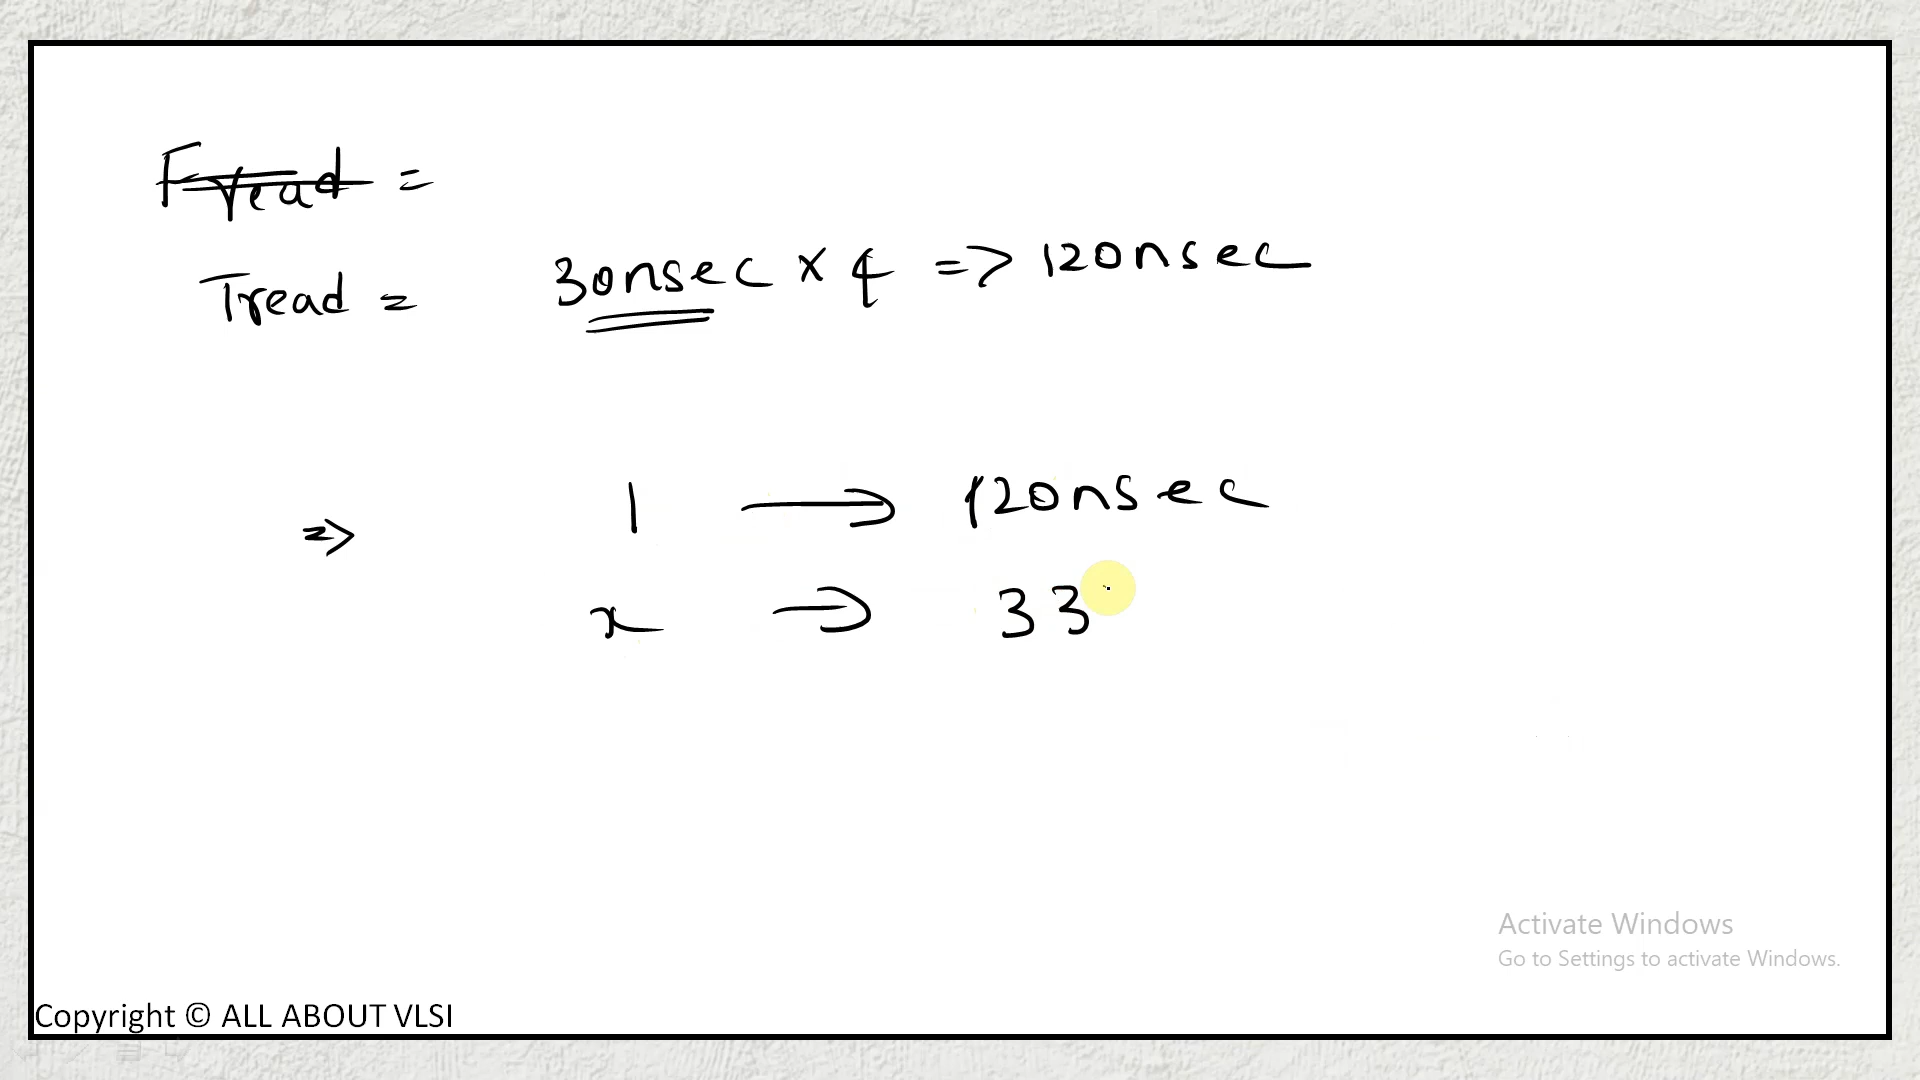 Fread =
Tread = 30nsec × 4 => 120nsec
=> 1 → 120nsec
x → 33
Activate Windows
Go to Settings to activate Windows.
Copyright © ALL ABOUT VLSI